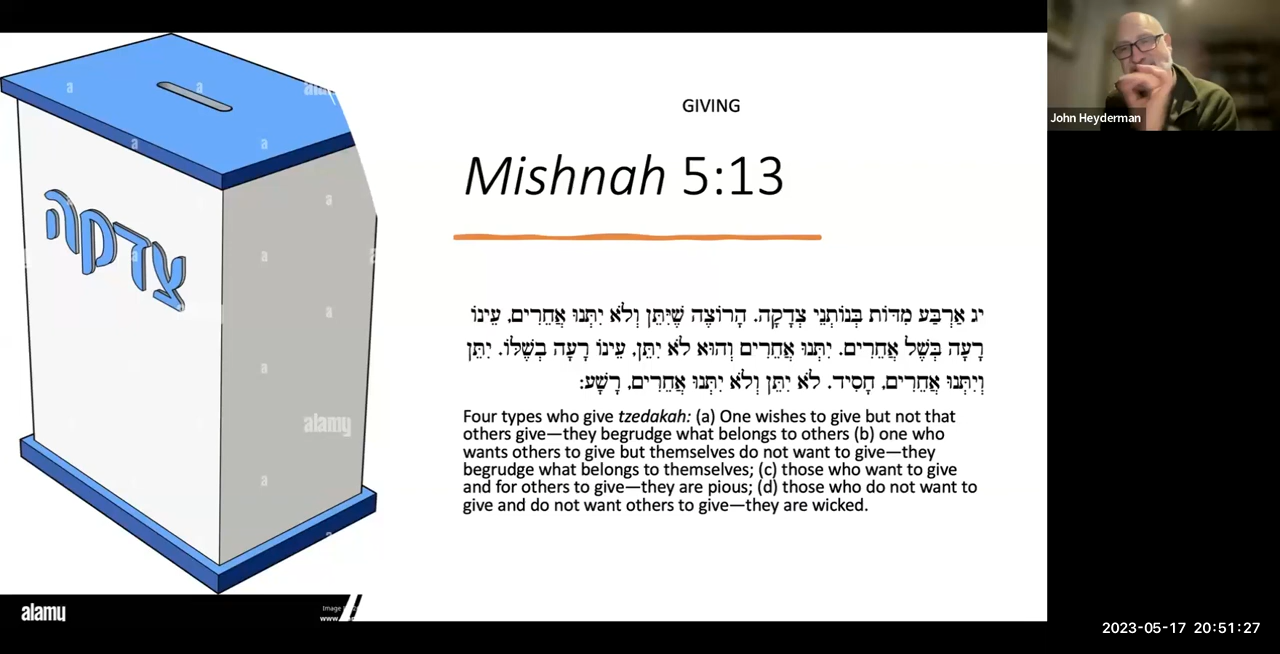 GIVING
Mishnah 5:13
יג אַרְבַּע מִדּוֹת בְּנוֹתְנֵי צְדָקָה. הָרוֹצֶה שֶׁיִּתֵּן וְלֹא יִתְּנוּ אֲחֵרִים, עֵינוֹ
רָעָה בְּשֶׁל אֲחֵרִים. יִתְּנוּ אֲחֵרִים וְהוּא לֹא יִתֵּן, עֵינוֹ רָעָה בְשֶׁלּוֹ. יִתֵּן
וְיִתְּנוּ אֲחֵרִים, חָסִיד. לֹא יִתֵּן וְלֹא יִתְּנוּ אֲחֵרִים, רָשָׁע:
Four types who give tzedakah: (a) One wishes to give but not that
others give—they begrudge what belongs to others (b) one who
wants others to give but themselves do not want to give—they
begrudge what belongs to themselves; (c) those who want to give
and for others to give—they are pious; (d) those who do not want to
give and do not want others to give—they are wicked.
צדקה
alamy
alamy
John Heyderman
2023-05-17 20:51:27